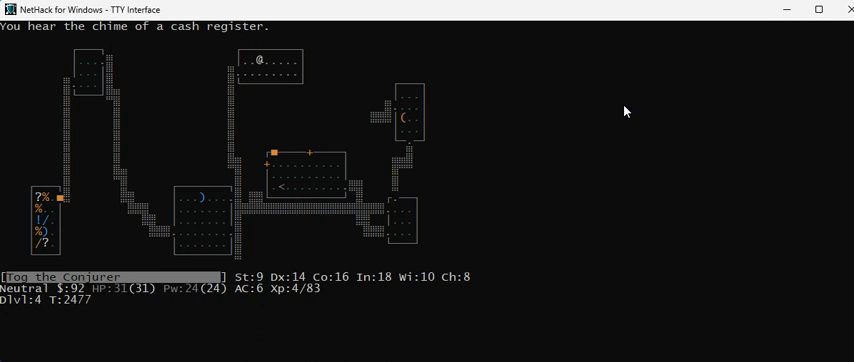 NetHack for Windows - TTY Interface
You hear the chime of a cash register.
[Tog the Conjurer ] St:9 Dx:14 Co:16 In:18 Wi:10 Ch:8
Neutral $:92 HP:31(31) Pw:24(24) AC:6 Xp:4/83
Dlvl:4 T:2477